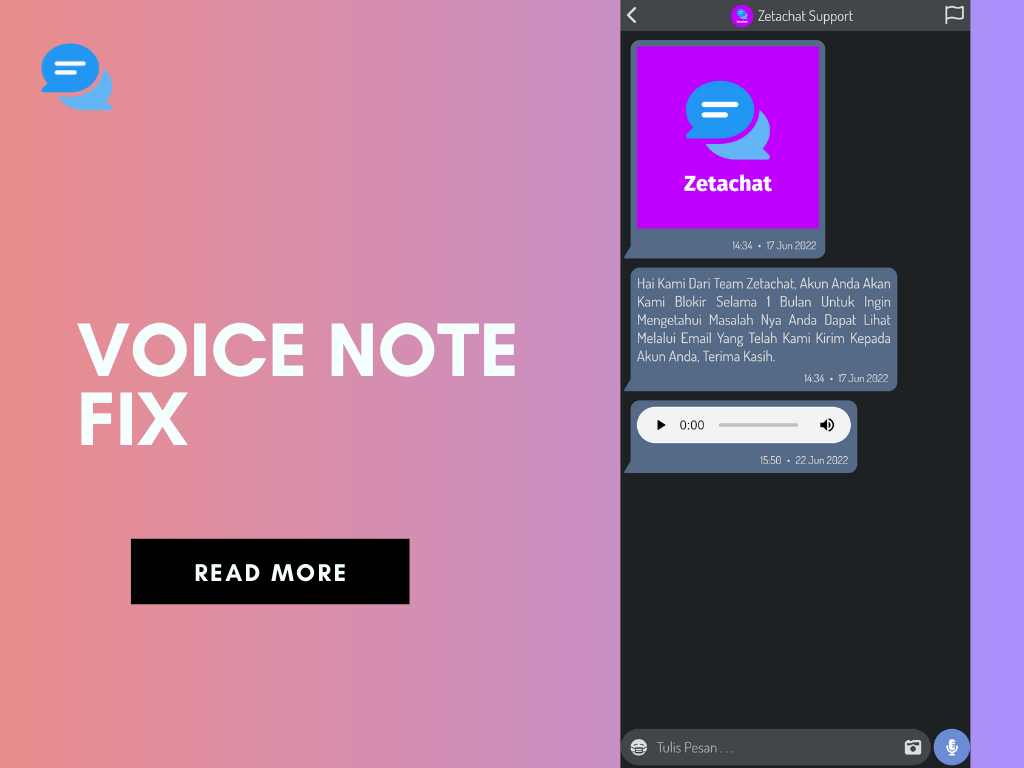 VOICE NOTE
FIX
READ MORE
Zetachat Support
Zetachat
14:34 • 17 Jun 2022
Hai Kami Dari Team Zetachat, Akun Anda Akan
Kami Blokir Selama 1 Bulan Untuk Ingin
Mengetahui Masalah Nya Anda Dapat Lihat
Melalui Email Yang Telah Kami Kirim Kepada
Akun Anda, Terima Kasih.
14:34 • 17 Jun 2022
0:00
15:50 • 22 Jun 2022
Tulis Pesan . . .